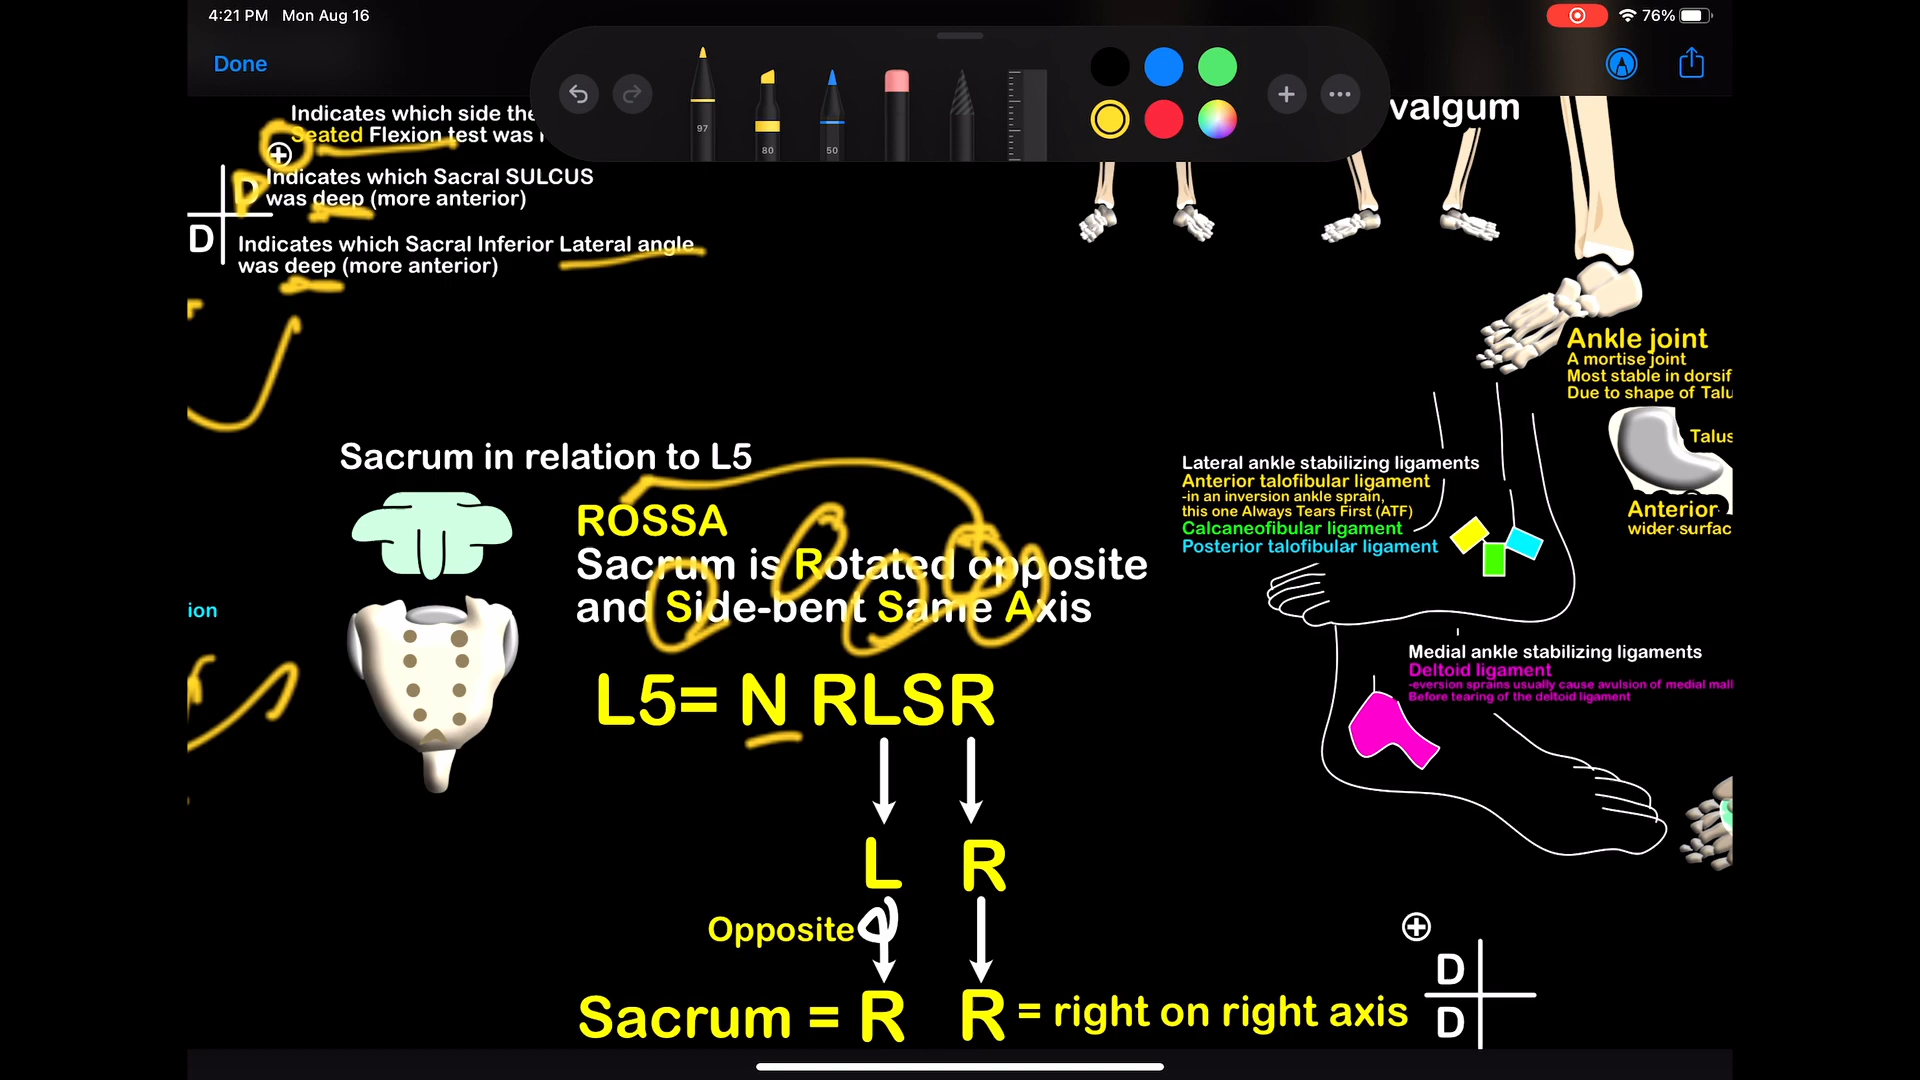 4:21 PM Mon Aug 16
76%
Done
97
80
50
Indicates which side the
Seated Flexion test was
D
Indicates which Sacral SULCUS
was deep (more anterior)
D
Indicates which Sacral Inferior Lateral angle
was deep (more anterior)
valgum
Ankle joint
A mortise joint
Most stable in dorsif
Due to shape of Talu
Talus
Anterior
wider surfac
Sacrum in relation to L5
ROSSA
Sacrum is Rotated opposite
and Side-bent Same Axis
L5= N RLSR
L R
Opposite
Sacrum = R R = right on right axis
ion
Lateral ankle stabilizing ligaments
Anterior talofibular ligament
-in an inversion ankle sprain,
this one Always Tears First (ATF)
Calcaneofibular ligament
Posterior talofibular ligament
Medial ankle stabilizing ligaments
Deltoid ligament
-eversion sprains usually cause avulsion of medial mall
Before tearing of the deltoid ligament
D
D